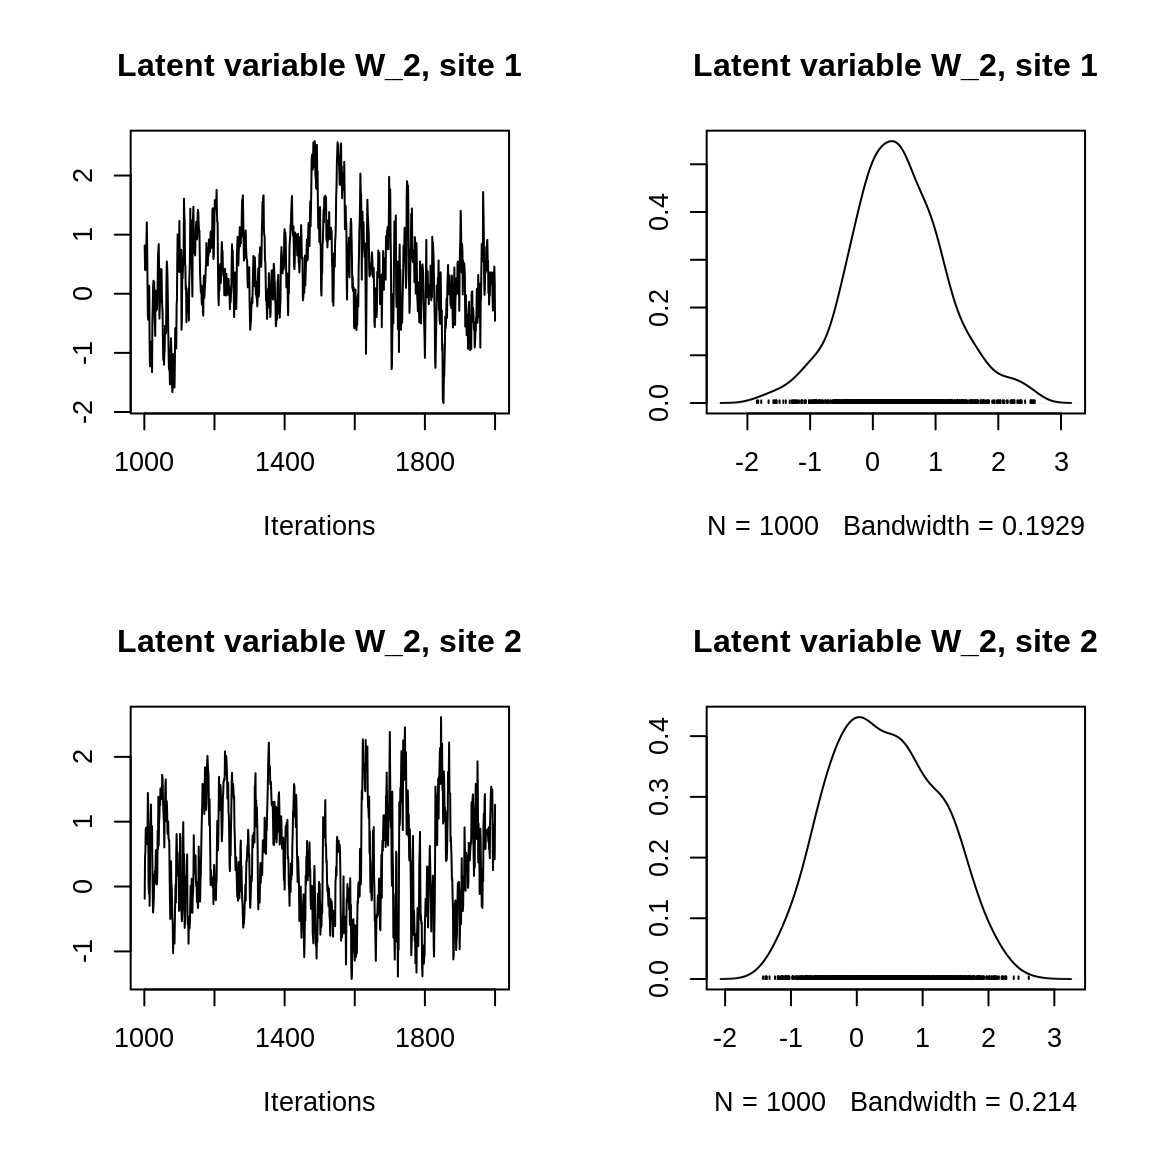 Latent variable W_2, site 1
2
1
0
-1
-2
1000 1400 1800
Iterations
Latent variable W_2, site 1
0.4
0.2
0.0
-2 -1 0 1 2 3
N = 1000 Bandwidth = 0.1929
Latent variable W_2, site 2
2
1
0
-1
1000 1400 1800
Iterations
Latent variable W_2, site 2
0.4
0.3
0.2
0.1
0.0
-2 -1 0 1 2 3
N = 1000 Bandwidth = 0.214